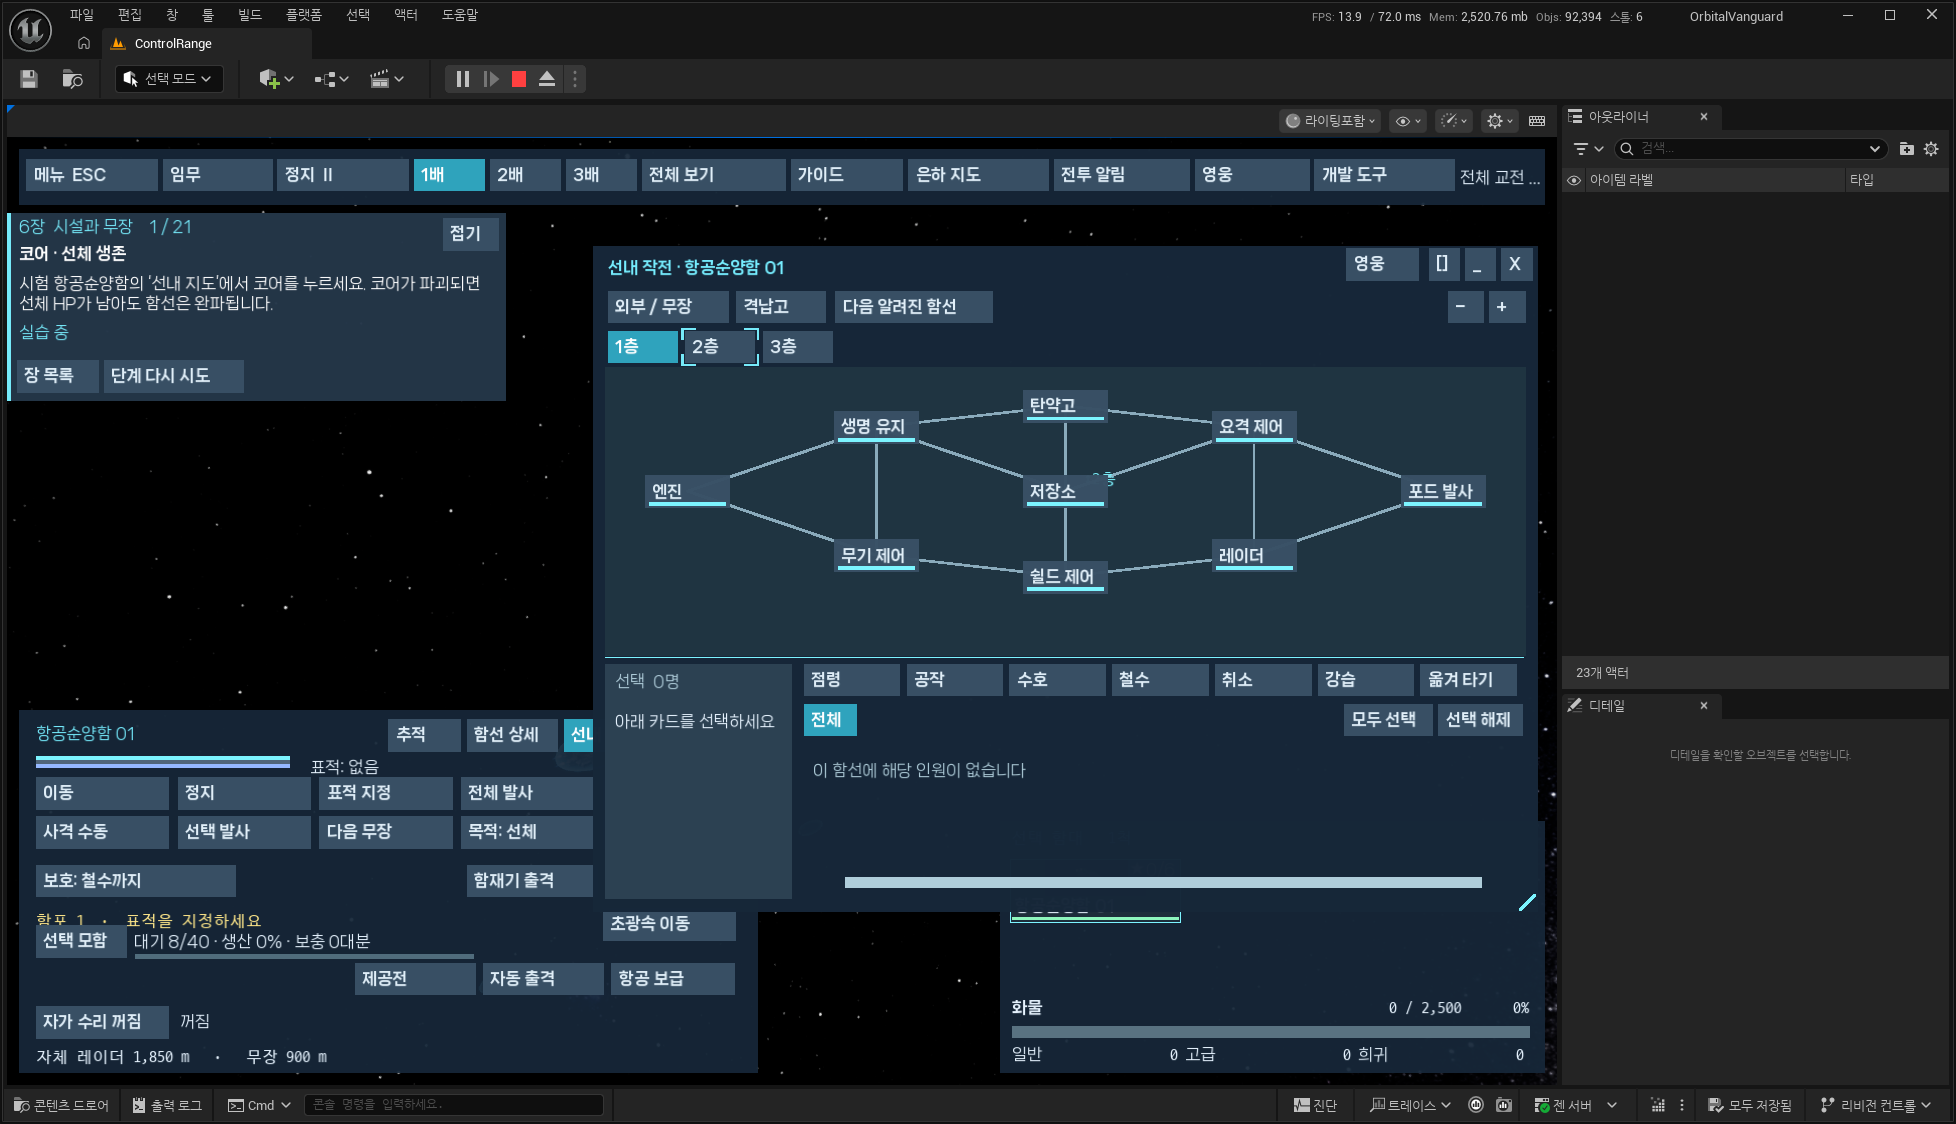 파일 편집 창 툴 빌드 플랫폼 선택 액터 도움말
FPS: 13.9 / 72.0 ms Mem: 2,520.76 mb Objs: 92,394 스톨: 6
OrbitalVanguard
ControlRange
선택 모드
라이팅포함
메뉴 ESC
임무
정지 II
1배
2배
3배
전체 보기
가이드
은하 지도
전투 알림
영웅
개발 도구
전체 교전 ...
6장 시설과 무장 1 / 21
접기
코어 · 선체 생존
시험 항공순양함의 '선내 지도'에서 코어를 누르세요. 코어가 파괴되면
선체 HP가 남아도 함선은 완파됩니다.
실습 중
장 목록
단계 다시 시도
선내 작전 · 항공순양함 01
영웅
[]
_
X
외부 / 무장
격납고
다음 알려진 함선
−
+
1층
2층
3층
탄약고
생명 유지
요격 제어
엔진
저장소
포드 발사
무기 제어
레이더
쉴드 제어
선택 0명
아래 카드를 선택하세요
점령
공작
수호
철수
취소
강습
옮겨 타기
전체
모두 선택
선택 해제
이 함선에 해당 인원이 없습니다
항공순양함 01
추적
함선 상세
표적: 없음
이동
정지
표적 지정
전체 발사
사격 수동
선택 발사
다음 무장
목적: 선체
보호: 철수까지
함재기 출격
함포 1 · 표적을 지정하세요
선택 모함
대기 8/40 · 생산 0% · 보충 0대분
초광속 이동
제공전
자동 출격
항공 보급
자가 수리 꺼짐
꺼짐
자체 레이더 1,850 m · 무장 900 m
화물
0 / 2,500
0%
일반
0 고급
0 희귀
0
아웃라이너
검색...
아이템 라벨
타입
23개 액터
디테일
디테일을 확인할 오브젝트를 선택합니다.
콘텐츠 드로어
출력 로그
Cmd
콘솔 명령을 입력하세요.
진단
트레이스
젠 서버
모두 저장됨
리비전 컨트롤